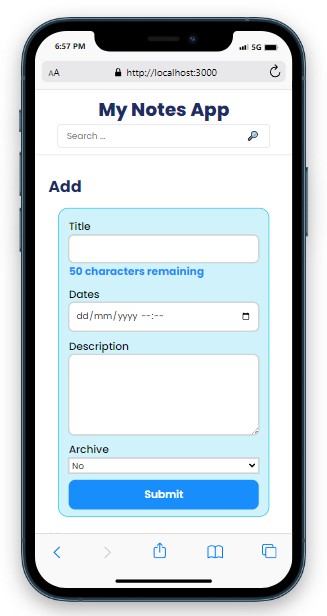 6:57 PM
5G
AA
http://localhost:3000
My Notes App
Search ...
Add
Title
50 characters remaining
Dates
dd/mm/yyyy --:--
Description
Archive
No
Submit